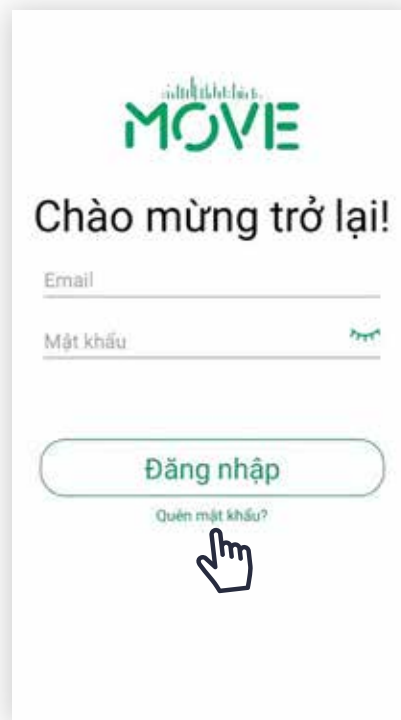 MOVE
Chào mừng trở lại!
Email
Mật khẩu
Đăng nhập
Quên mật khẩu?